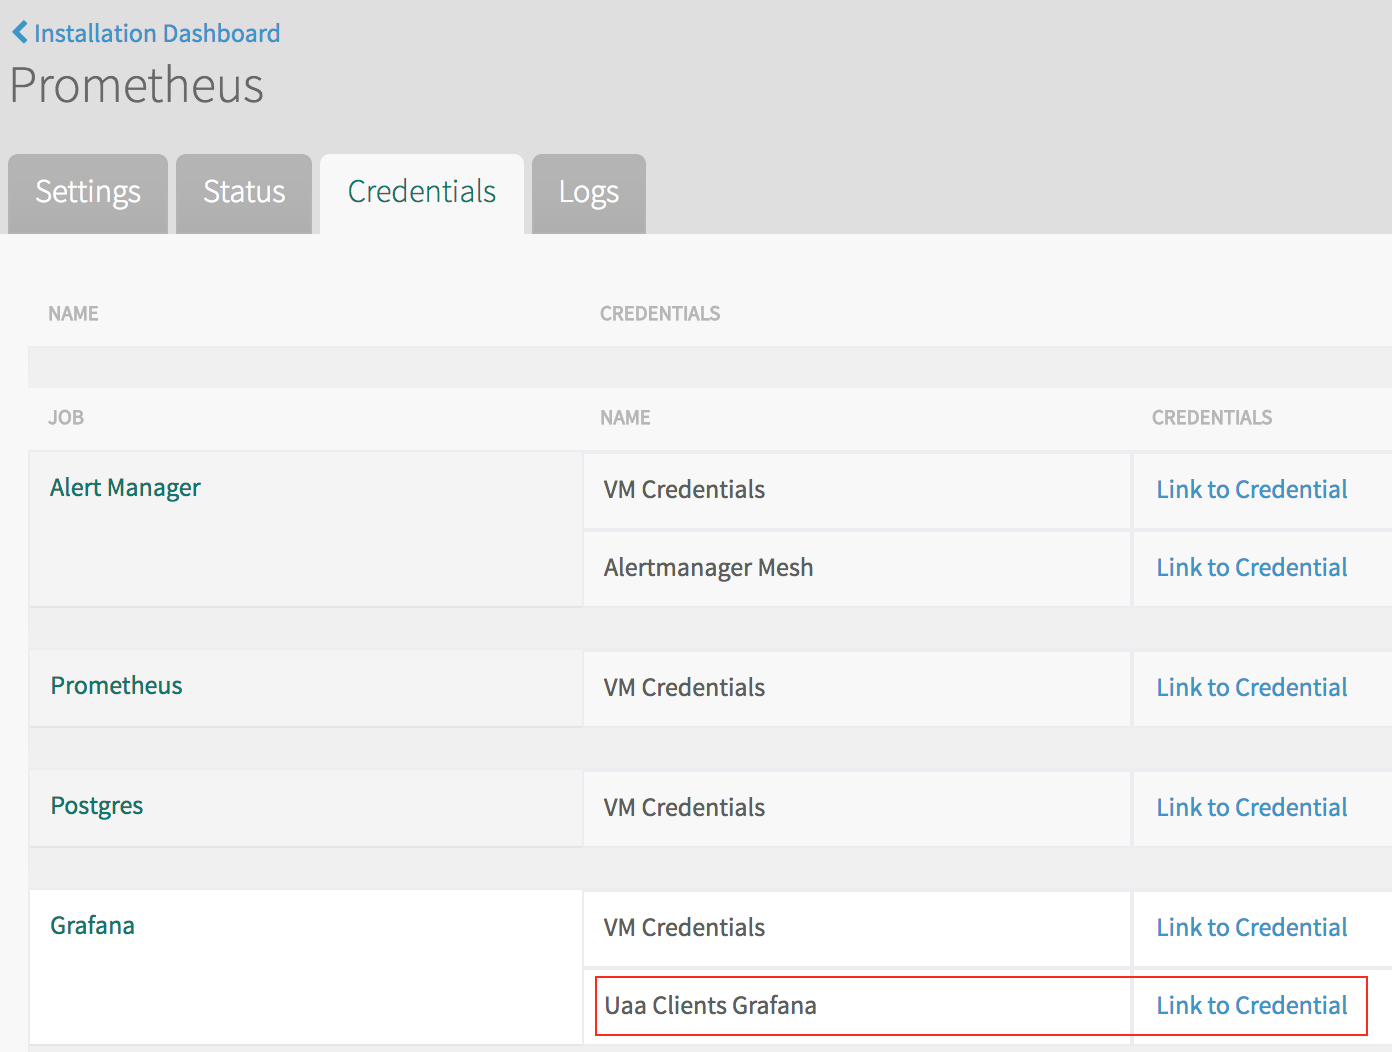 Installation Dashboard
Prometheus
Settings Status Credentials Logs
NAME CREDENTIALS
JOB NAME CREDENTIALS
Alert Manager VM Credentials Link to Credential
Alertmanager Mesh Link to Credential
Prometheus VM Credentials Link to Credential
Postgres VM Credentials Link to Credential
Grafana VM Credentials Link to Credential
Uaa Clients Grafana Link to Credential